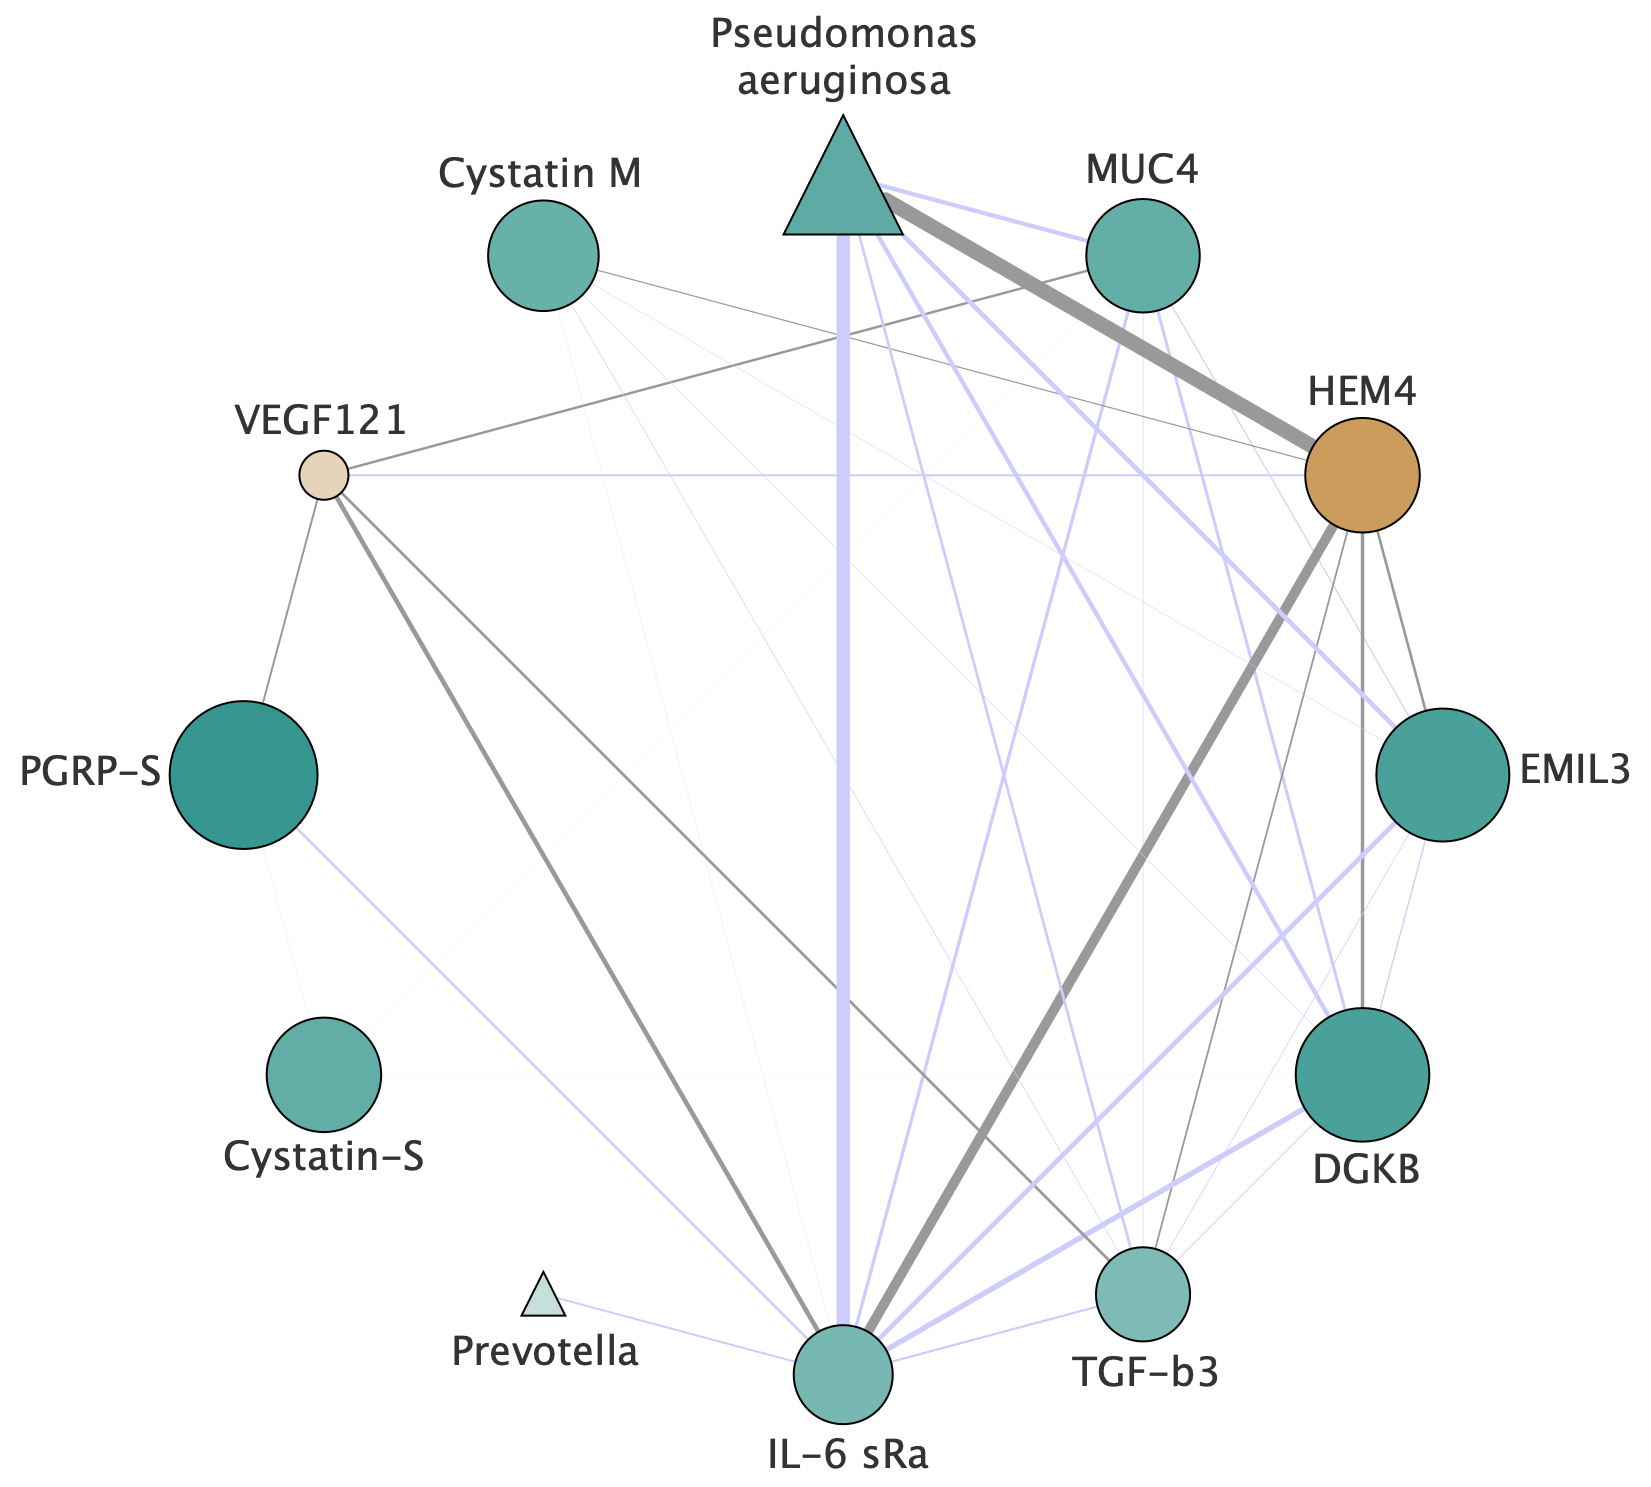 Pseudomonas
aeruginosa
Cystatin M
MUC4
VEGF121
HEM4
PGRP-S
EMIL3
Cystatin-S
DGKB
Prevotella
TGF-b3
IL-6 sRa